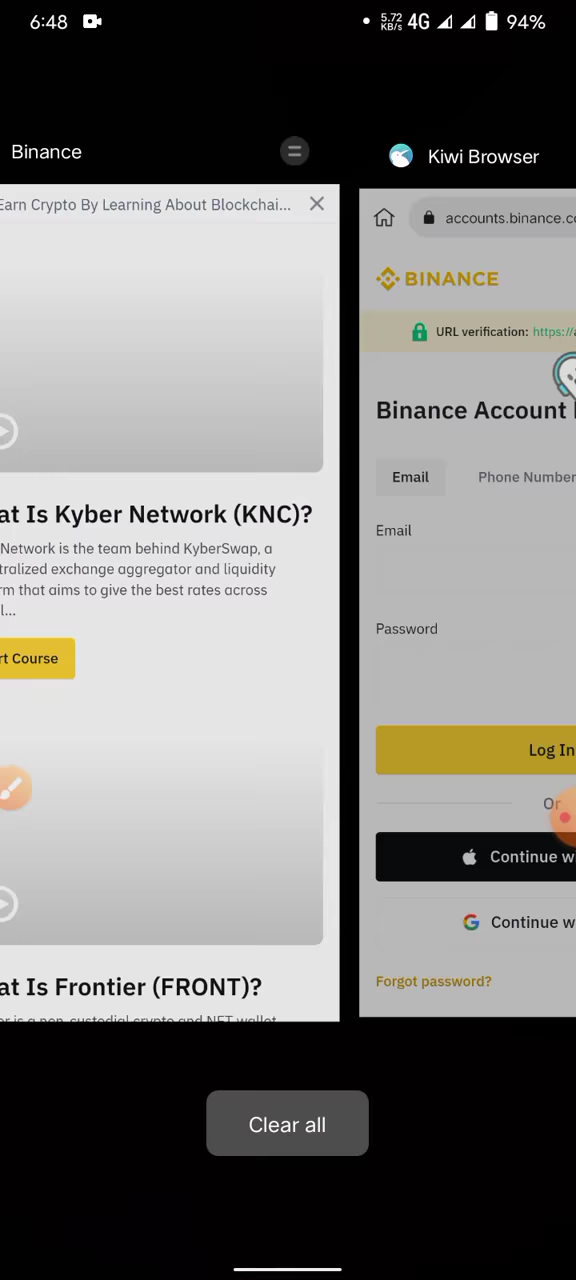 6:48
5.72 KB/s 4G 94%
Binance
Kiwi Browser
Earn Crypto By Learning About Blockchai...
at Is Kyber Network (KNC)?
Network is the team behind KyberSwap, a
tralized exchange aggregator and liquidity
rm that aims to give the best rates across
l...
rt Course
at Is Frontier (FRONT)?
accounts.binance.co
BINANCE
URL verification: https://a
Binance Account
Email
Phone Number
Email
Password
Log In
Or
Continue w
Continue w
Forgot password?
Clear all